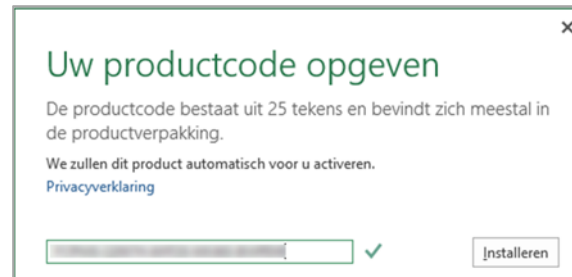 Uw productcode opgeven
De productcode bestaat uit 25 tekens en bevindt zich meestal in
de productverpakking.
We zullen dit product automatisch voor u activeren.
Privacyverklaring
Installeren